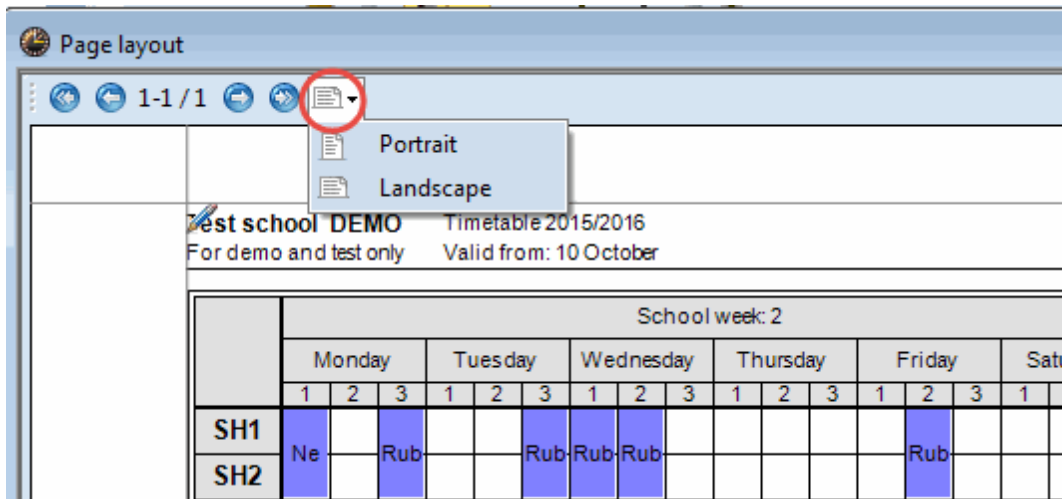 Page layout
1-1 / 1
Portrait
Landscape
Test school DEMO Timetable 2015/2016
For demo and test only Valid from: 10 October
School week: 2
Monday Tuesday Wednesday Thursday Friday Satu
1 2 3 1 2 3 1 2 3 1 2 3 1 2 3 1
SH1
Ne Rub Rub Rub Rub Rub
SH2